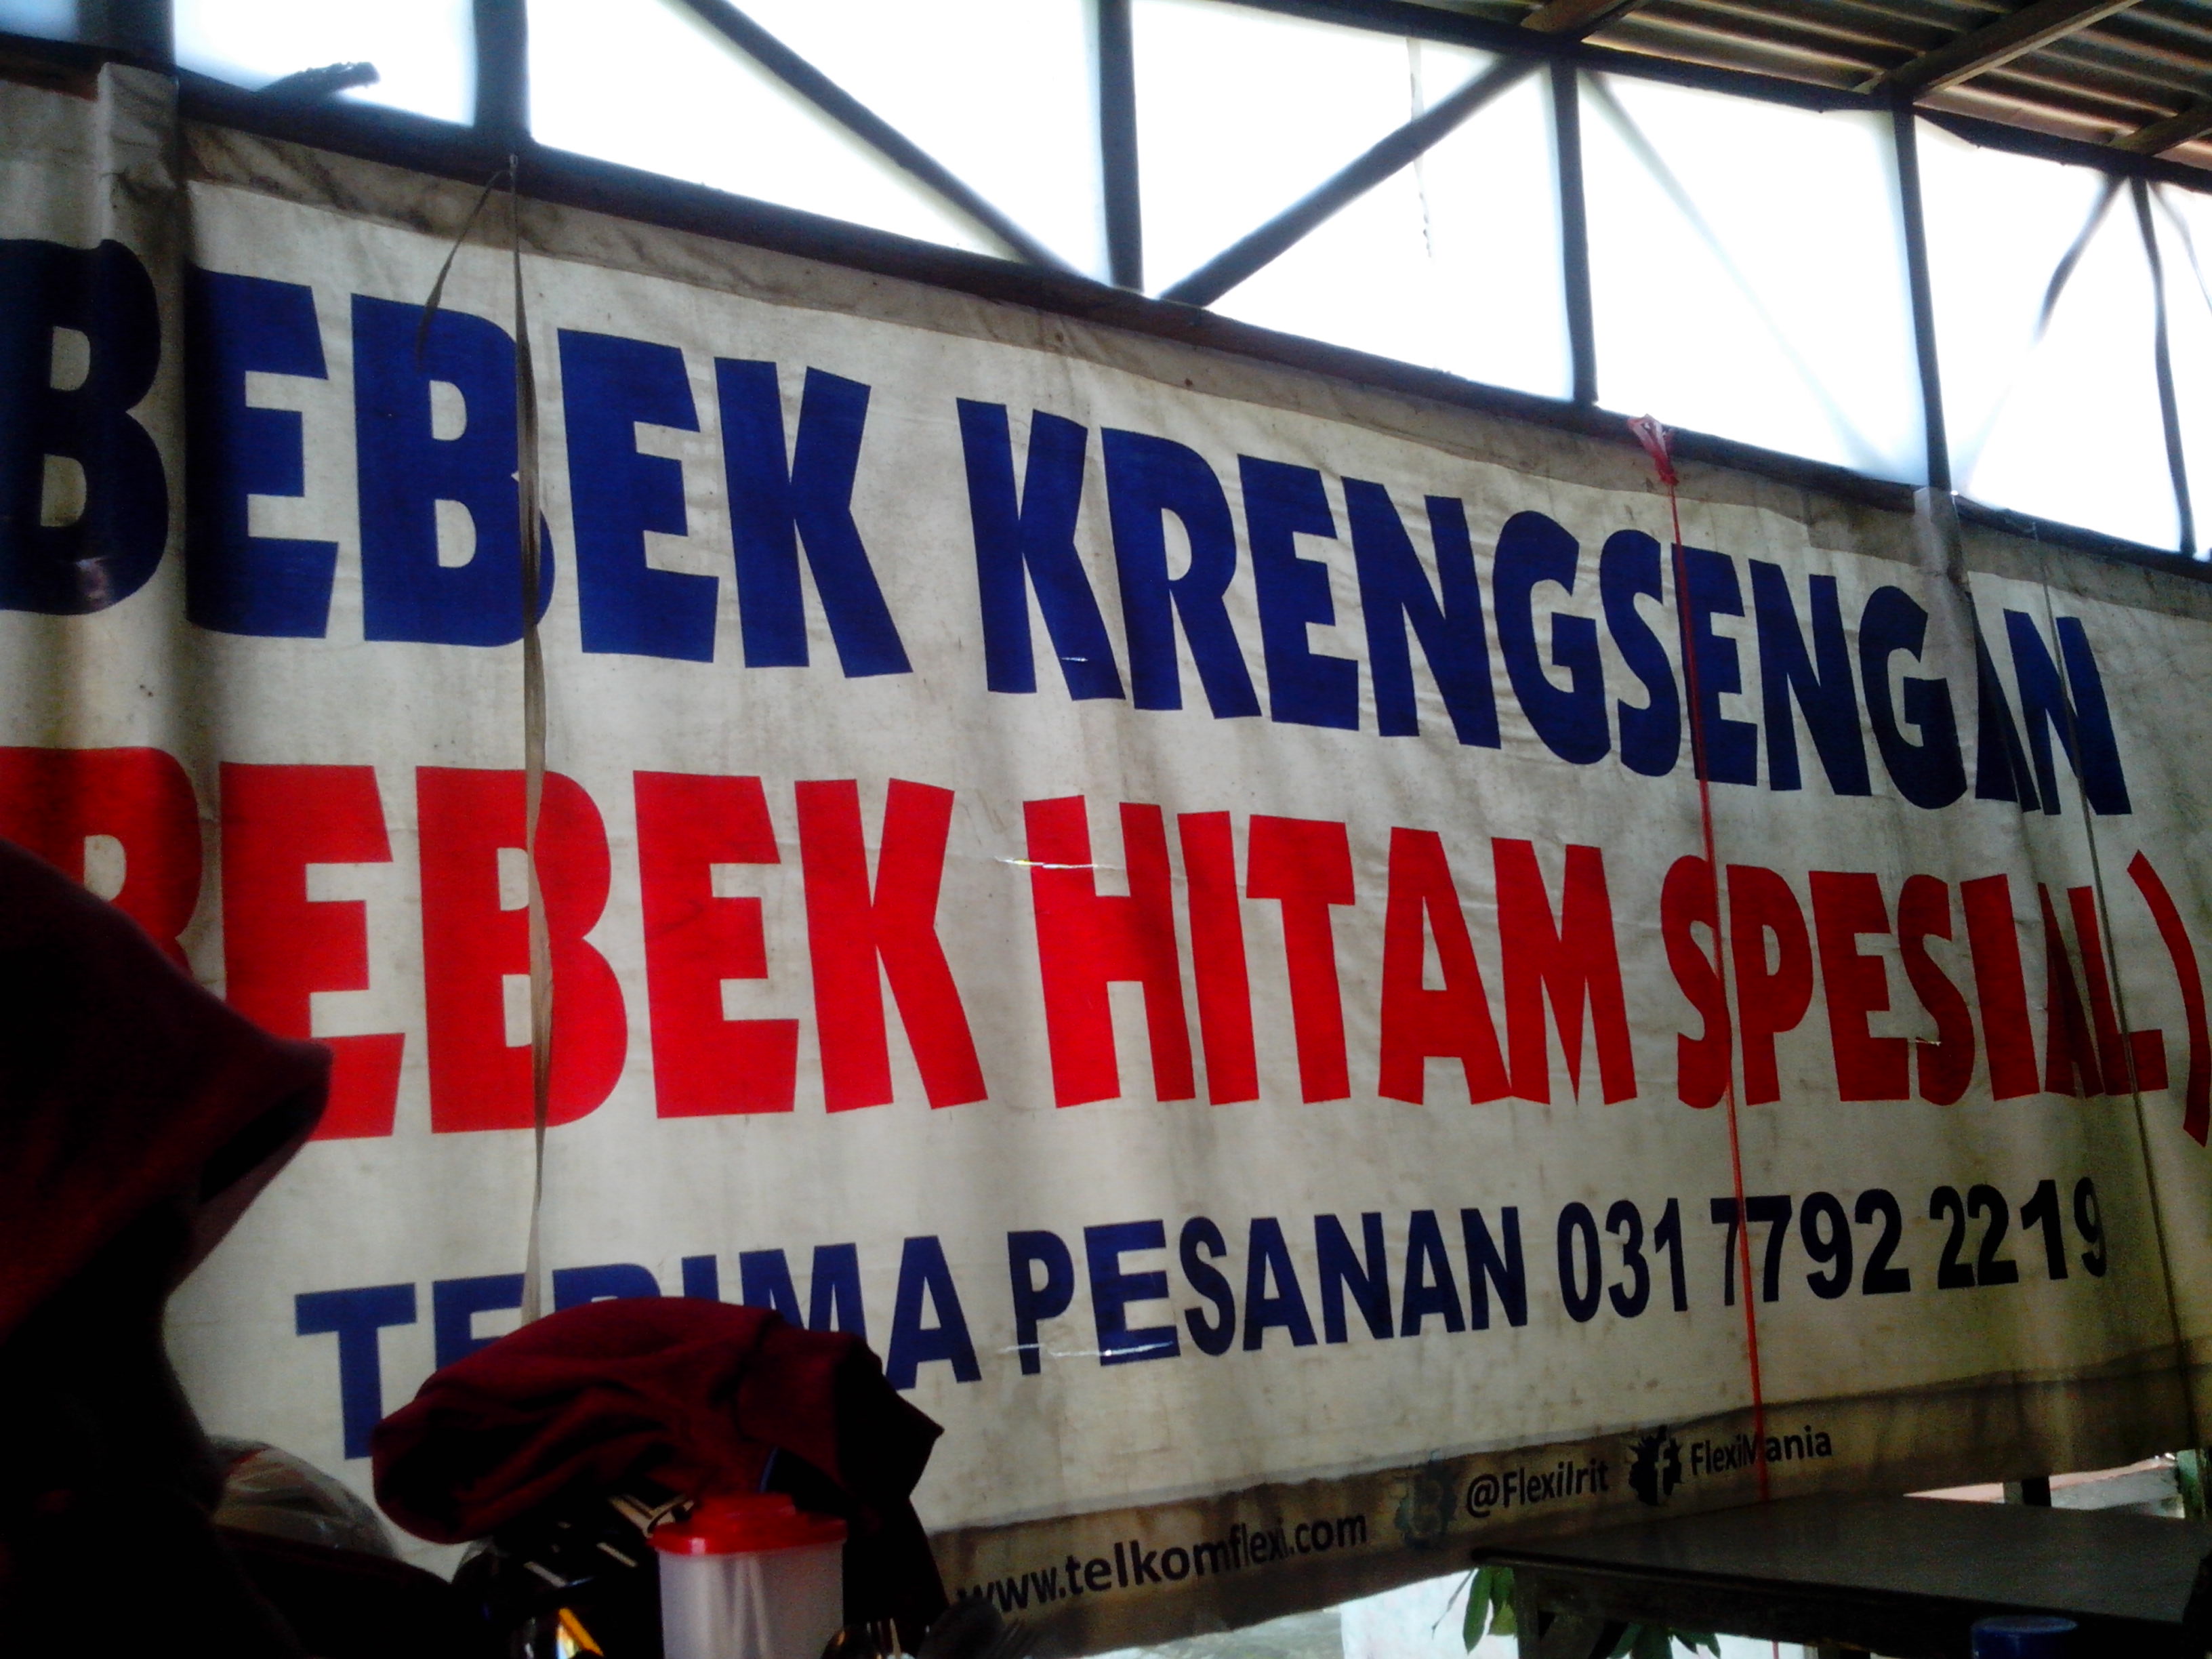 BEBEK KRENGSENGAN
BEBEK HITAM SPESIAL)
TERIMA PESANAN 031 7792 2219
www.telkomflexi.com @FlexiIrit FlexiMania